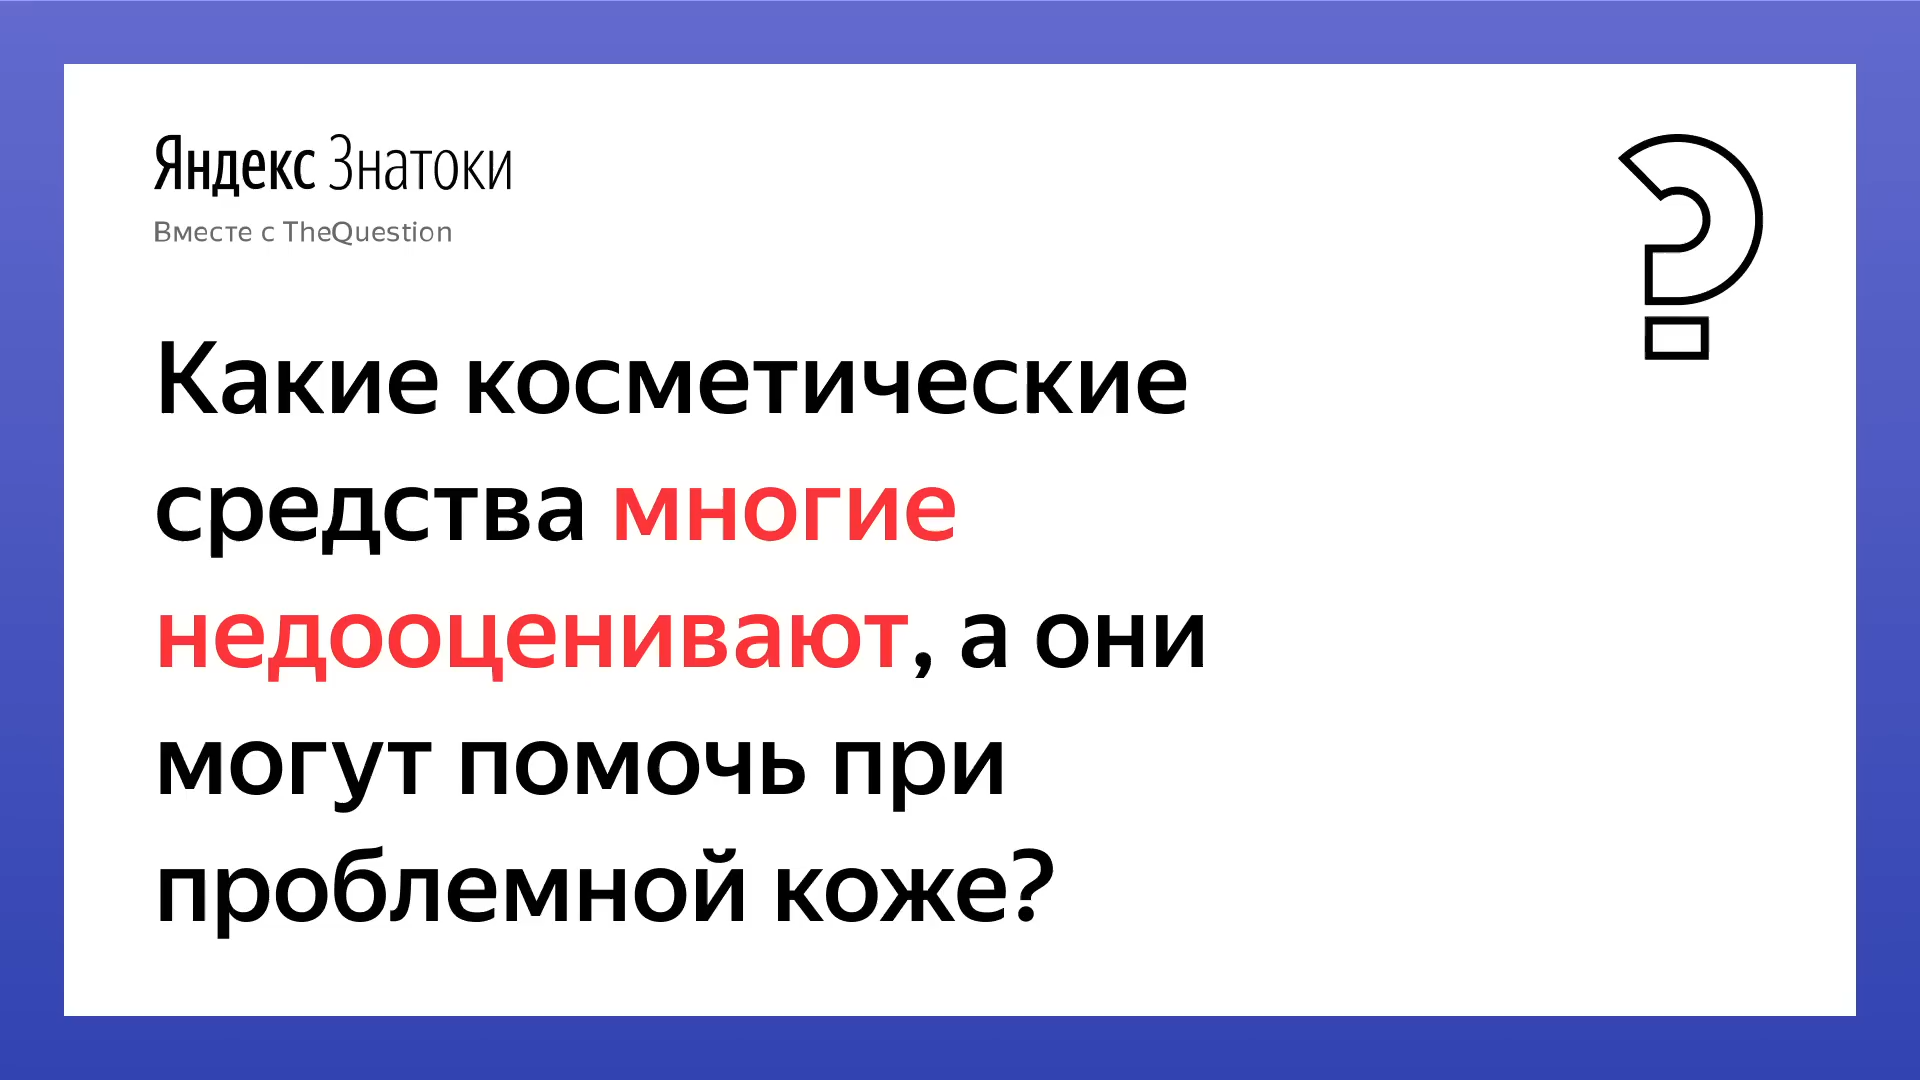 Яндекс Знатоки
Вместе с TheQuestion
Какие косметические
средства многие
недооценивают, а они
могут помочь при
проблемной коже?